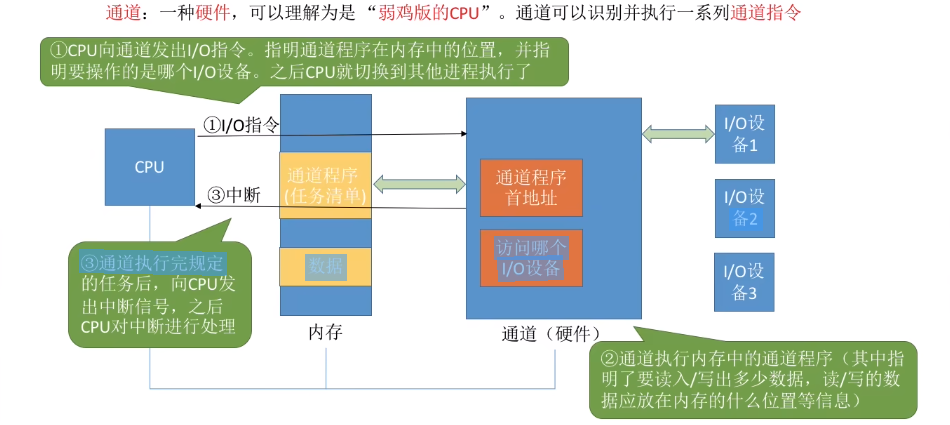 通道：一种硬件，可以理解为是 “弱鸡版的CPU”。通道可以识别并执行一系列通道指令
①CPU向通道发出I/O指令。指明通道程序在内存中的位置，并指
明要操作的是哪个I/O设备。之后CPU就切换到其他进程执行了
①I/O指令
CPU
通道程序
(任务清单)
③中断
数据
内存
通道程序
首地址
访问哪个
I/O设备
通道（硬件）
I/O设
备1
I/O设
备2
I/O设
备3
③通道执行完规定
的任务后，向CPU发
出中断信号，之后
CPU对中断进行处理
②通道执行内存中的通道程序（其中指
明了要读入/写出多少数据，读/写的数
据应放在内存的什么位置等信息）